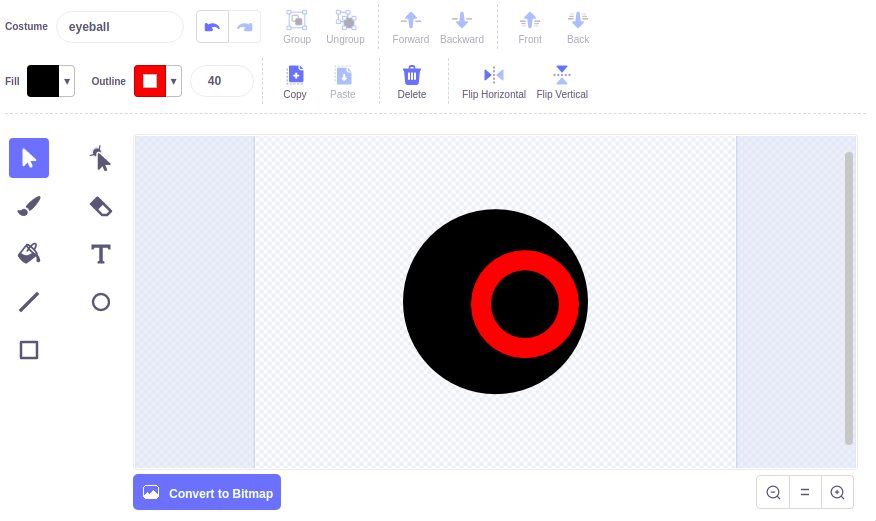 Costume eyeball
Group Ungroup Forward Backward Front Back
Fill Outline 40
Copy Paste Delete Flip Horizontal Flip Vertical
T
Convert to Bitmap